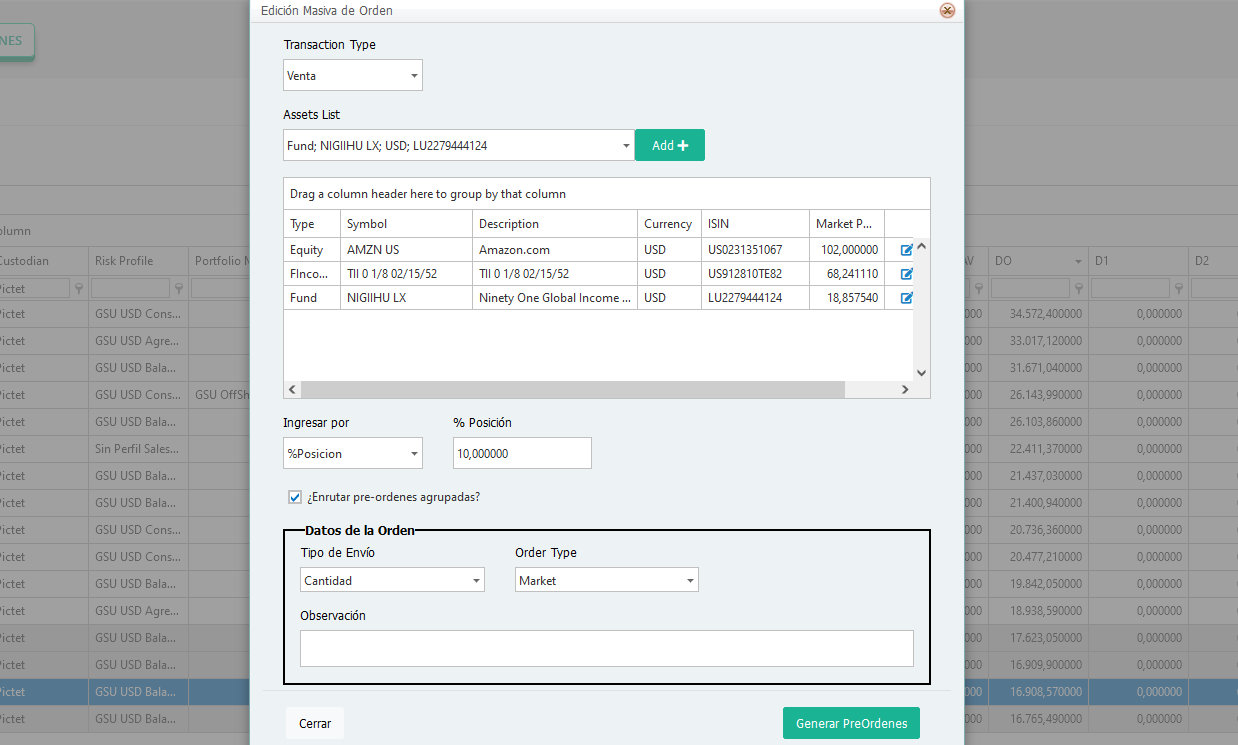 Edición Masiva de Orden
NES
Transaction Type
Venta
Assets List
Fund; NIGIIHU LX; USD; LU2279444124
Add
Drag a column header here to group by that column
Type Symbol Description Currency ISIN Market P...
Equity AMZN US Amazon.com USD US0231351067 102,000000
FInco... TII 0 1/8 02/15/52 TII 0 1/8 02/15/52 USD US912810TE82 68,241110
Fund NIGIIHU LX Ninety One Global Income ... USD LU2279444124 18,857540
Ingresar por % Posición
%Posicion 10,000000
¿Enrutar pre-ordenes agrupadas?
Datos de la Orden
Tipo de Envío Order Type
Cantidad Market
Observación
Cerrar Generar PreOrdenes
olumn
Custodian Risk Profile Portfolio N AV DO D1 D2
Pictet
Pictet GSU USD Cons... 000 34.572,400000 0,000000
Pictet GSU USD Agre... 000 33.017,120000 0,000000
Pictet GSU USD Bala... 000 31.671,040000 0,000000
Pictet GSU USD Cons... GSU OffSh 000 26.143,990000 0,000000
Pictet GSU USD Bala... 000 26.103,860000 0,000000
Pictet Sin Perfil Sales... 000 22.411,370000 0,000000
Pictet GSU USD Bala... 000 21.437,030000 0,000000
Pictet GSU USD Bala... 000 21.400,940000 0,000000
Pictet GSU USD Cons... 000 20.736,360000 0,000000
Pictet GSU USD Cons... 000 20.477,210000 0,000000
Pictet GSU USD Bala... 000 19.842,050000 0,000000
Pictet GSU USD Agre... 000 18.938,590000 0,000000
Pictet GSU USD Bala... 000 17.623,050000 0,000000
Pictet GSU USD Bala... 000 16.909,900000 0,000000
Pictet GSU USD Bala... 000 16.908,570000 0,000000
Pictet GSU USD Bala... 000 16.765,490000 0,000000